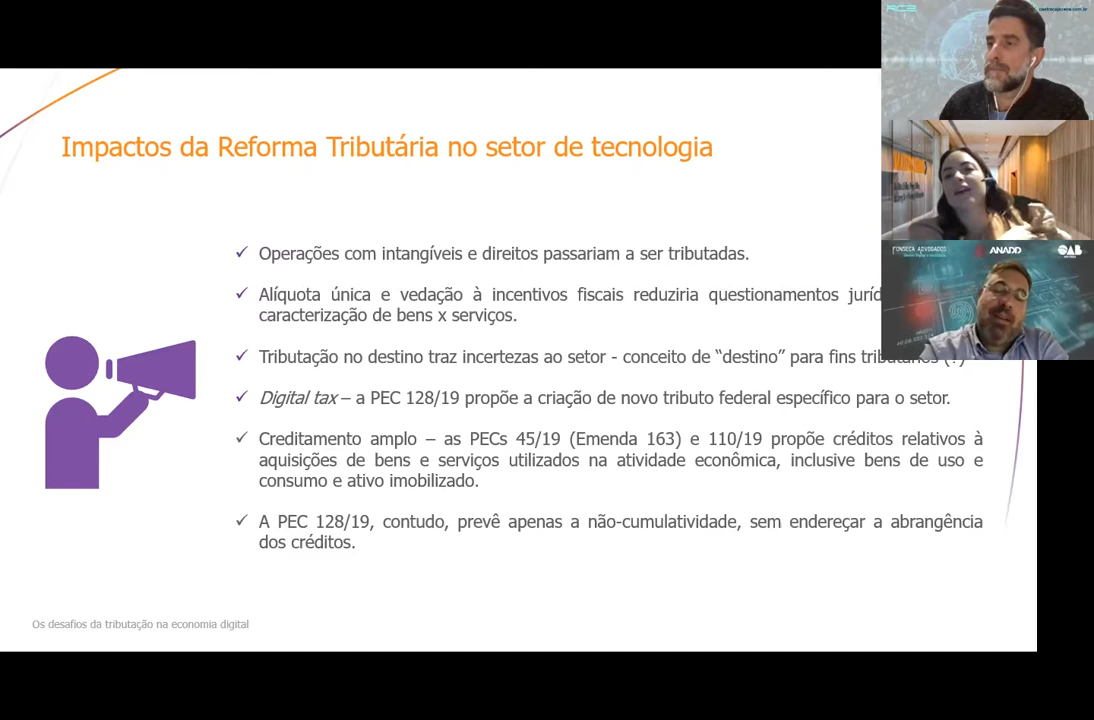 castrobarros.com.br
Impactos da Reforma Tributária no setor de tecnologia
FONSECA ADVOGADOS
ANADD
OAB
Operações com intangíveis e direitos passariam a ser tributadas.
Alíquota única e vedação à incentivos fiscais reduziria questionamentos
caracterização de bens x serviços.
Tributação no destino traz incertezas ao setor - conceito de “destino” para fins
Digital tax – a PEC 128/19 propõe a criação de novo tributo federal específico para o setor.
Creditamento amplo – as PECs 45/19 (Emenda 163) e 110/19 propõe créditos relativos à
aquisições de bens e serviços utilizados na atividade econômica, inclusive bens de uso e
consumo e ativo imobilizado.
A PEC 128/19, contudo, prevê apenas a não-cumulatividade, sem endereçar a abrangência
dos créditos.
Os desafios da tributação na economia digital